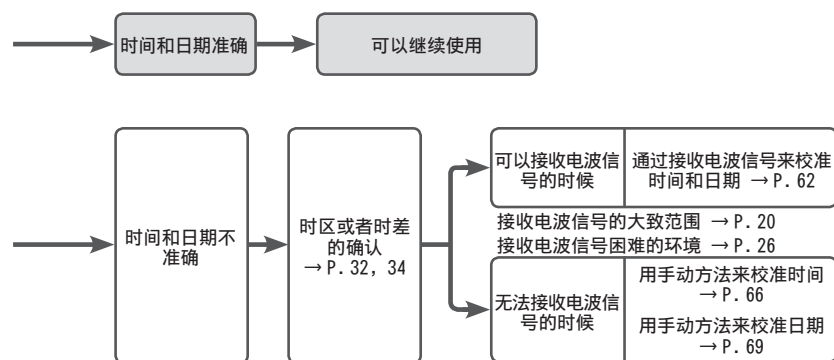 时间和日期准确
可以继续使用
时间和日期不
准确
时区或者时差
的确认
→P. 32, 34
可以接收电波信
号的时候
通过接收电波信号来校准
时间和日期 →P. 62
接收电波信号的大致范围 →P. 20
接收电波信号困难的环境 →P. 26
无法接收电波信
号的时候
用手动方法来校准时间
→P. 66
用手动方法来校准日期
→P. 69